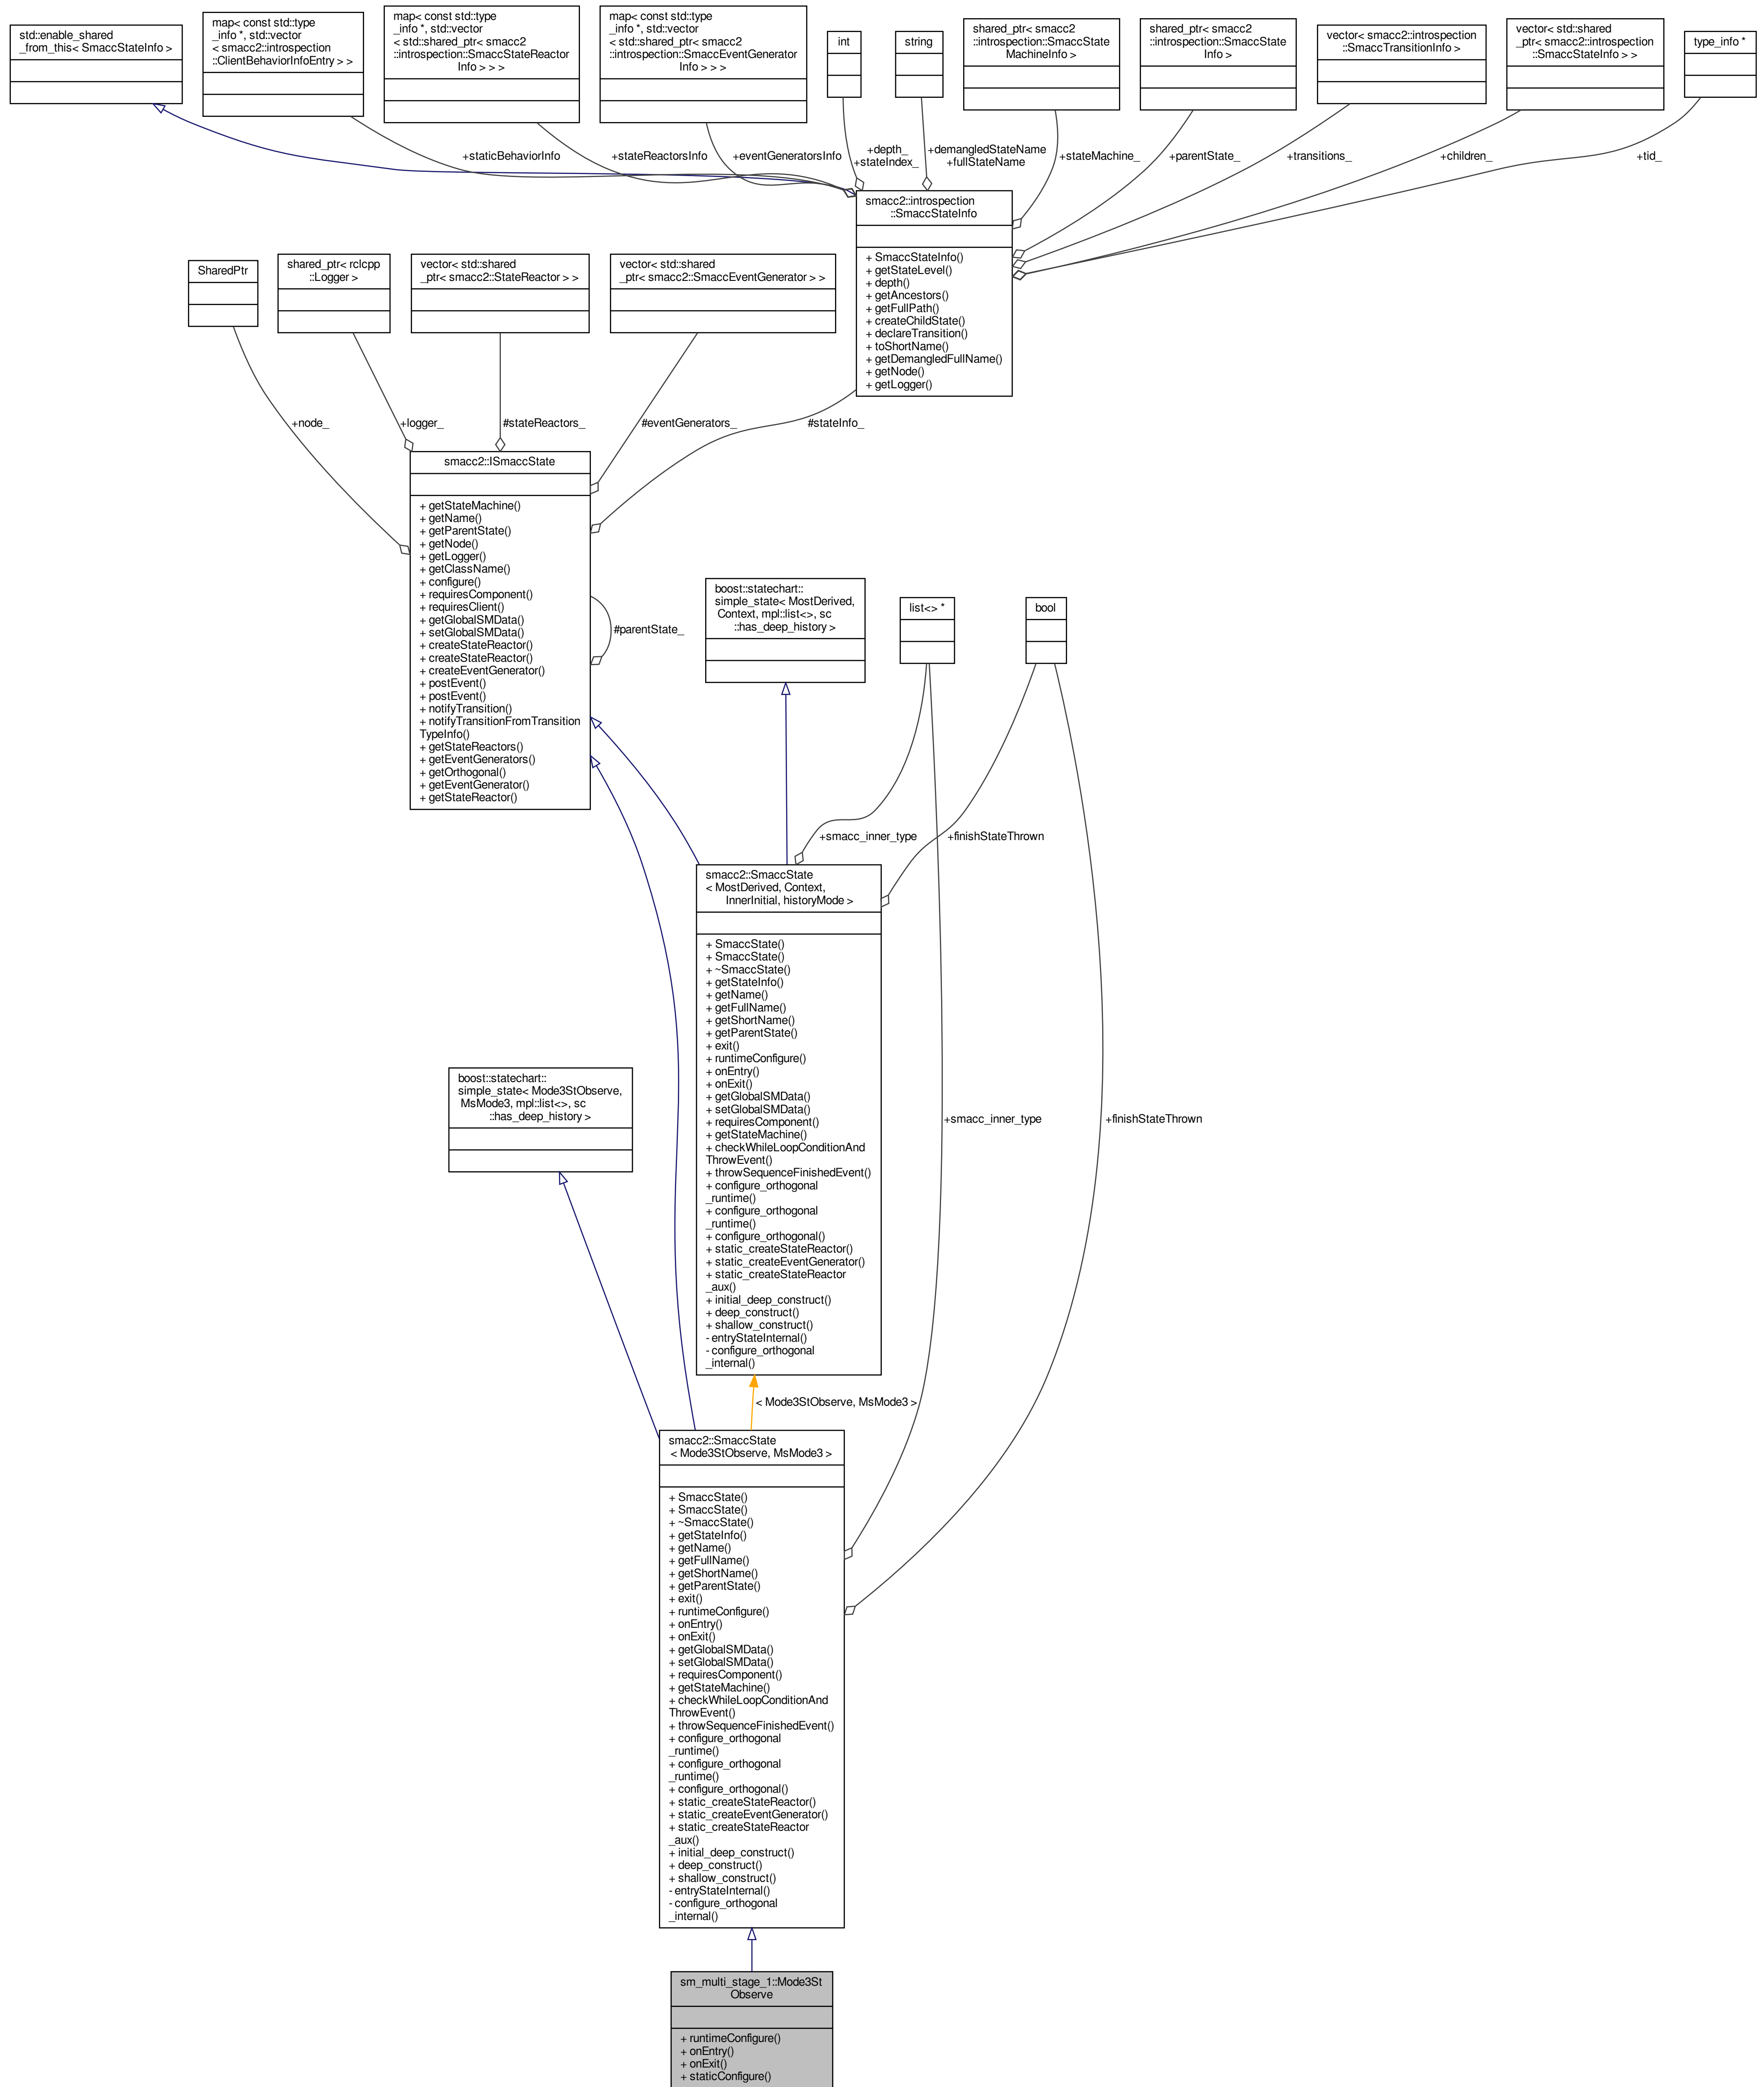 std::enable_shared
_from_this< SmaccStateInfo >
map< const std::type
_info *, std::vector
< smacc2::introspection
::ClientBehaviorInfoEntry > >
map< const std::type
_info *, std::vector
< std::shared_ptr< smacc2
::introspection::SmaccStateReactor
Info > > >
map< const std::type
_info *, std::vector
< std::shared_ptr< smacc2
::introspection::SmaccEventGenerator
Info > > >
int
string
shared_ptr< smacc2
::introspection::SmaccState
MachineInfo >
shared_ptr< smacc2
::introspection::SmaccState
Info >
vector< smacc2::introspection
::SmaccTransitionInfo >
vector< std::shared
_ptr< smacc2::introspection
::SmaccStateInfo > >
type_info *
+staticBehaviorInfo
+stateReactorsInfo
+eventGeneratorsInfo
+depth_
+stateIndex_
+demangledStateName
+fullStateName
+stateMachine_
+parentState_
+transitions_
+children_
+tid_
smacc2::introspection
::SmaccStateInfo
+ SmaccStateInfo()
+ getStateLevel()
+ depth()
+ getAncestors()
+ getFullPath()
+ createChildState()
+ declareTransition()
+ toShortName()
+ getDemangledFullName()
+ getNode()
+ getLogger()
SharedPtr
shared_ptr< rclcpp
::Logger >
vector< std::shared
_ptr< smacc2::StateReactor > >
vector< std::shared
_ptr< smacc2::SmaccEventGenerator > >
+node_
+logger_
#stateReactors_
#eventGenerators_
#stateInfo_
smacc2::ISmaccState
+ getStateMachine()
+ getName()
+ getParentState()
+ getNode()
+ getLogger()
+ getClassName()
+ configure()
+ requiresComponent()
+ requiresClient()
+ getGlobalSMData()
+ setGlobalSMData()
+ createStateReactor()
+ createStateReactor()
+ createEventGenerator()
+ postEvent()
+ postEvent()
+ notifyTransition()
+ notifyTransitionFromTransition
TypeInfo()
+ getStateReactors()
+ getEventGenerators()
+ getOrthogonal()
+ getEventGenerator()
+ getStateReactor()
#parentState_
boost::statechart::
simple_state< MostDerived,
Context, mpl::list<>, sc
::has_deep_history >
list<> *
bool
+smacc_inner_type
+finishStateThrown
smacc2::SmaccState
< MostDerived, Context,
InnerInitial, historyMode >
+ SmaccState()
+ SmaccState()
+ ~SmaccState()
+ getStateInfo()
+ getName()
+ getFullName()
+ getShortName()
+ getParentState()
+ exit()
+ runtimeConfigure()
+ onEntry()
+ onExit()
+ getGlobalSMData()
+ setGlobalSMData()
+ requiresComponent()
+ getStateMachine()
+ checkWhileLoopConditionAnd
ThrowEvent()
+ throwSequenceFinishedEvent()
+ configure_orthogonal
_runtime()
+ configure_orthogonal
_runtime()
+ configure_orthogonal()
+ static_createStateReactor()
+ static_createEventGenerator()
+ static_createStateReactor
_aux()
+ initial_deep_construct()
+ deep_construct()
+ shallow_construct()
- entryStateInternal()
- configure_orthogonal
_internal()
boost::statechart::
simple_state< Mode3StObserve,
MsMode3, mpl::list<>, sc
::has_deep_history >
+smacc_inner_type
+finishStateThrown
< Mode3StObserve, MsMode3 >
smacc2::SmaccState
< Mode3StObserve, MsMode3 >
+ SmaccState()
+ SmaccState()
+ ~SmaccState()
+ getStateInfo()
+ getName()
+ getFullName()
+ getShortName()
+ getParentState()
+ exit()
+ runtimeConfigure()
+ onEntry()
+ onExit()
+ getGlobalSMData()
+ setGlobalSMData()
+ requiresComponent()
+ getStateMachine()
+ checkWhileLoopConditionAnd
ThrowEvent()
+ throwSequenceFinishedEvent()
+ configure_orthogonal
_runtime()
+ configure_orthogonal
_runtime()
+ configure_orthogonal()
+ static_createStateReactor()
+ static_createEventGenerator()
+ static_createStateReactor
_aux()
+ initial_deep_construct()
+ deep_construct()
+ shallow_construct()
- entryStateInternal()
- configure_orthogonal
_internal()
sm_multi_stage_1::Mode3St
Observe
+ runtimeConfigure()
+ onEntry()
+ onExit()
+ staticConfigure()